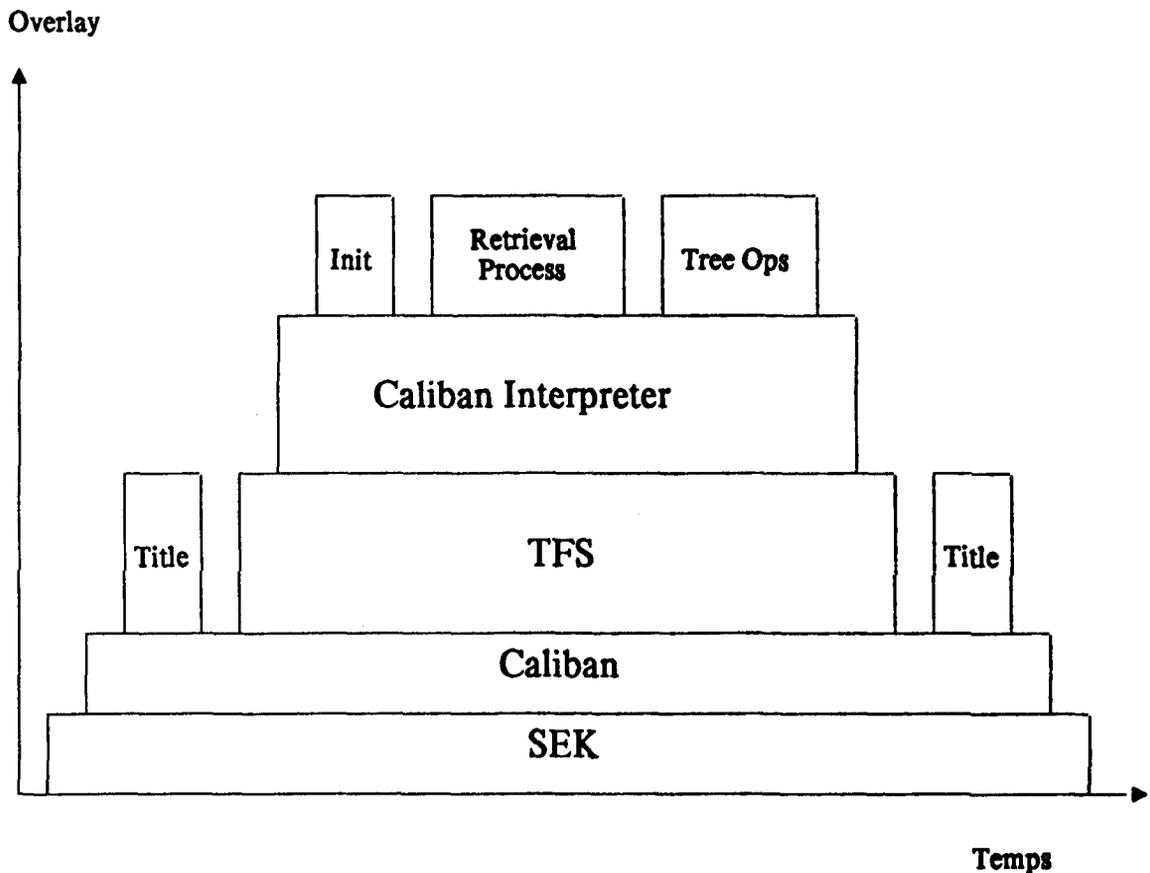 Overlay
Init
Retrieval
Process
Tree Ops
Caliban Interpreter
Title
TFS
Title
Caliban
SEK
Temps